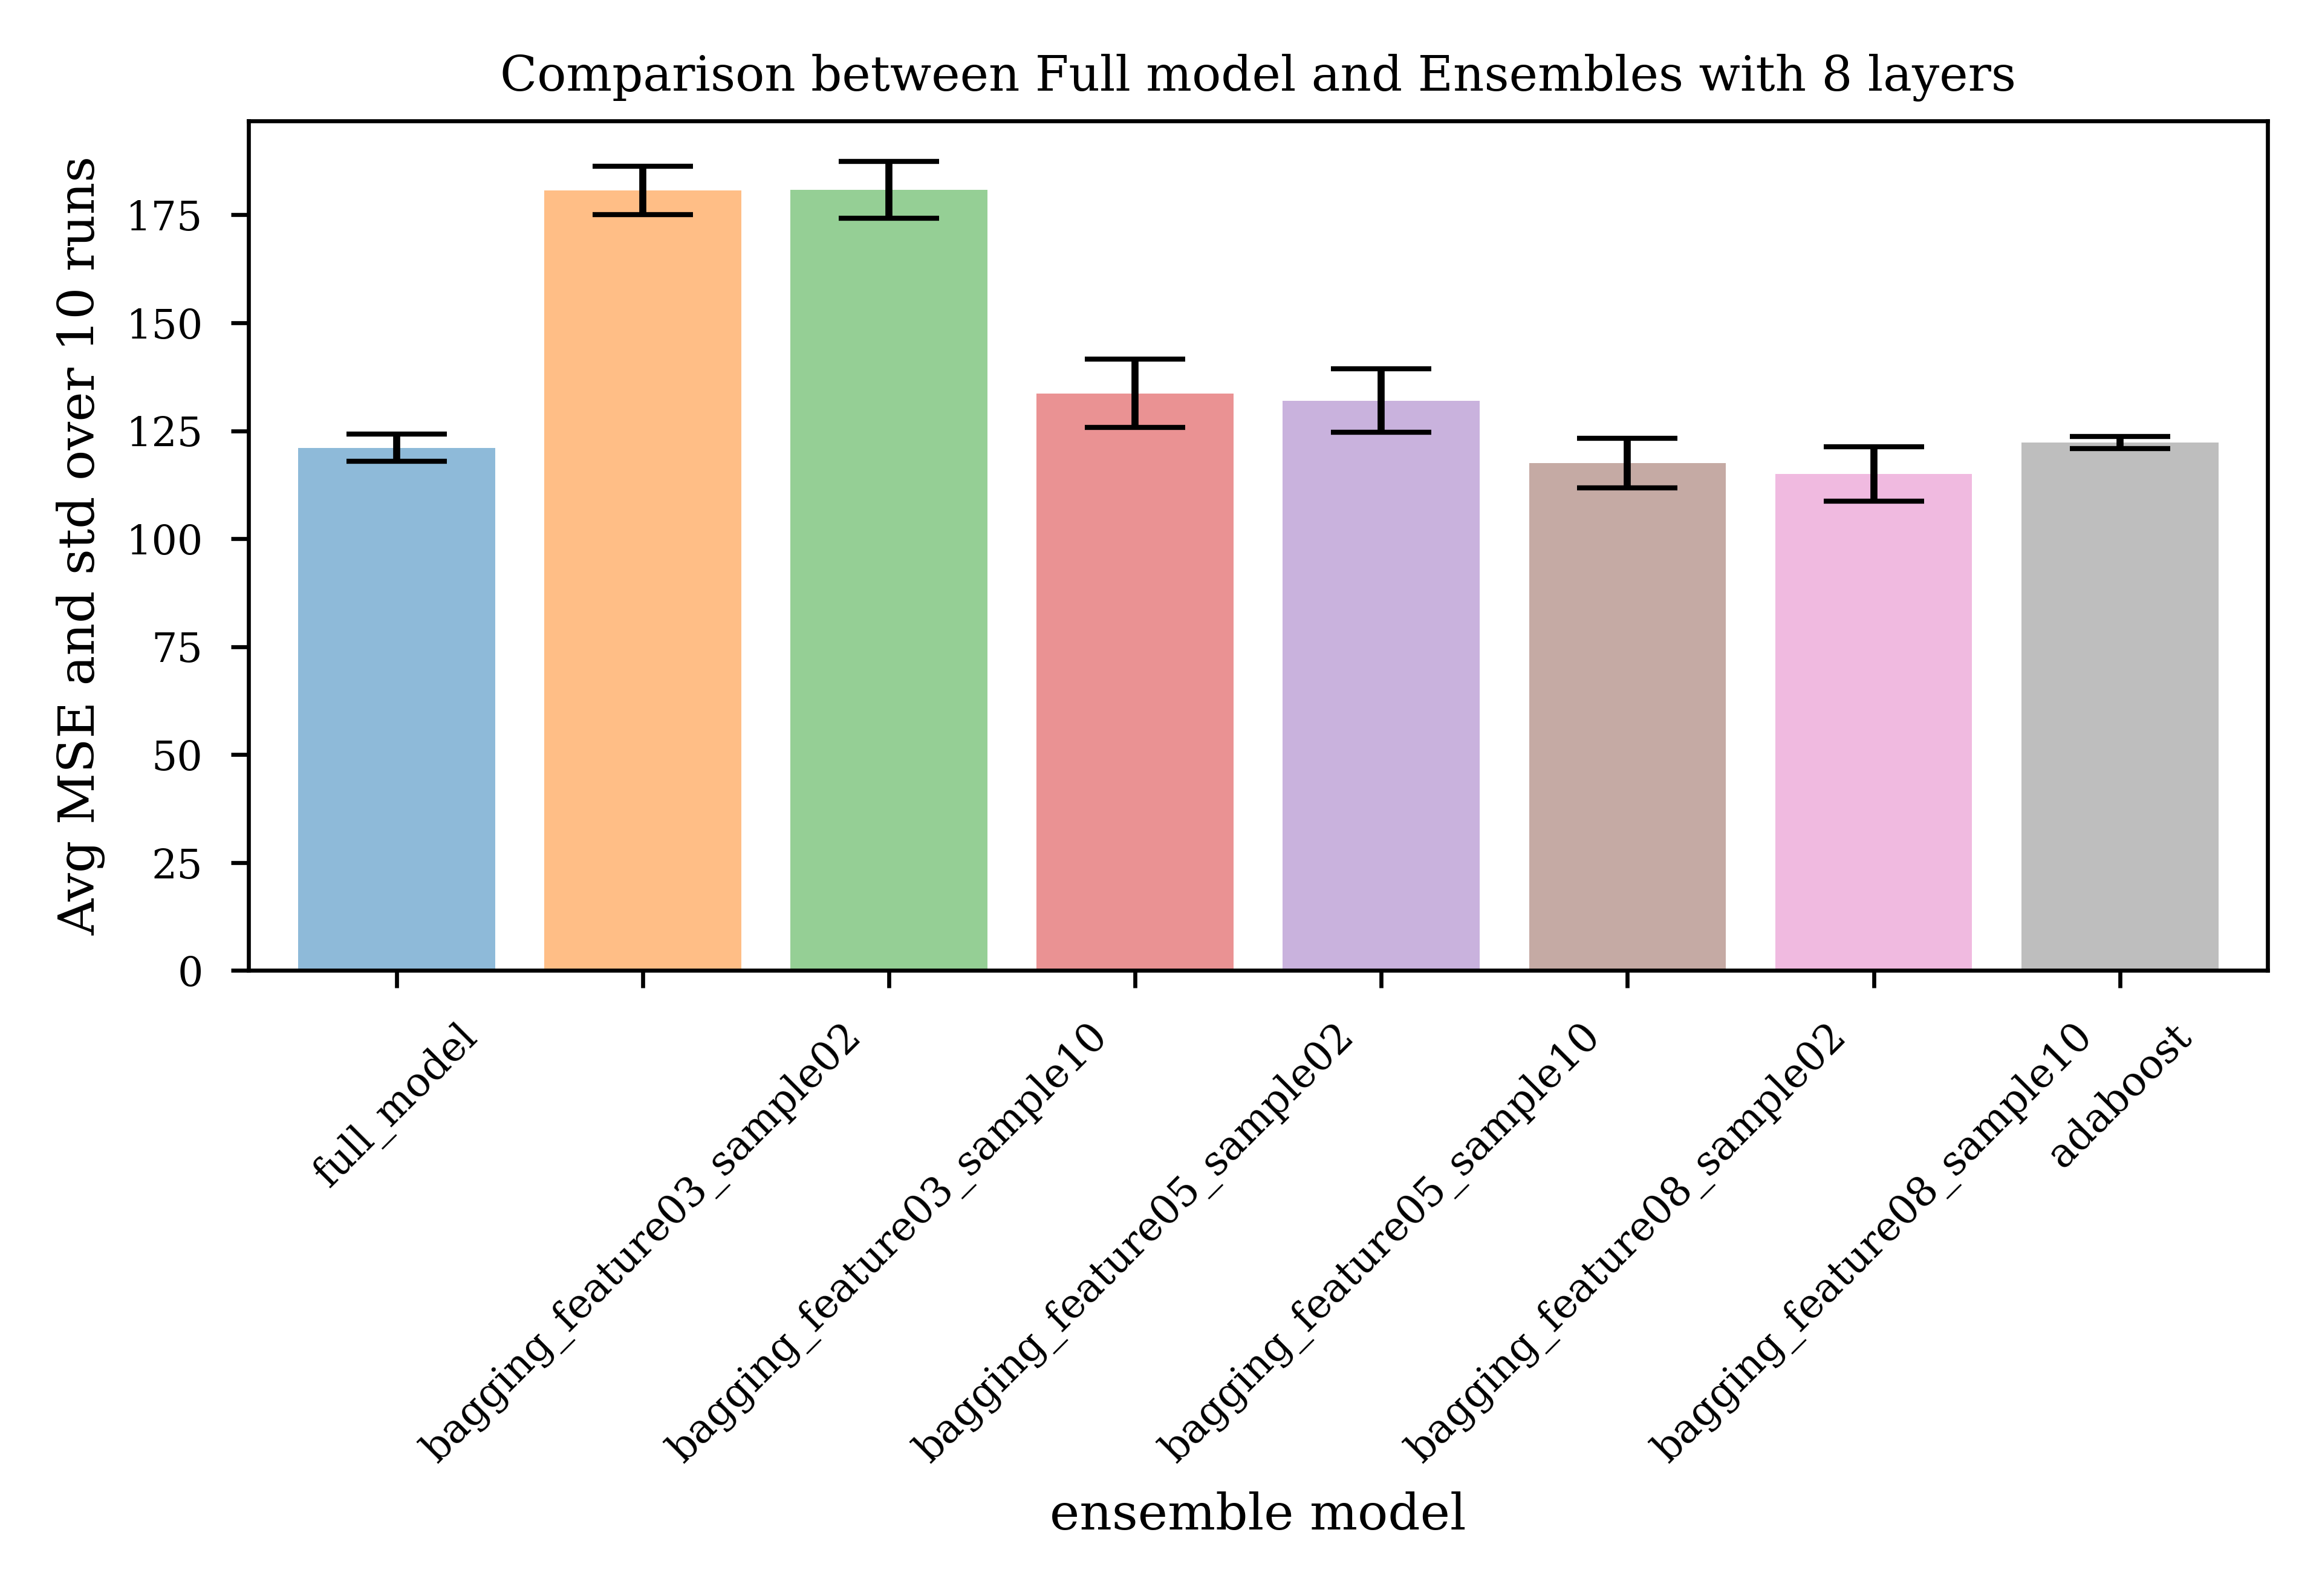 Comparison between Full model and Ensembles with 8 layers
Avg MSE and std over 10 runs
175
150
125
100
75
50
25
0
full_model
bagging_feature03_sample02
bagging_feature03_sample10
bagging_feature05_sample02
bagging_feature05_sample10
bagging_feature08_sample02
bagging_feature08_sample10
adaboost
ensemble model